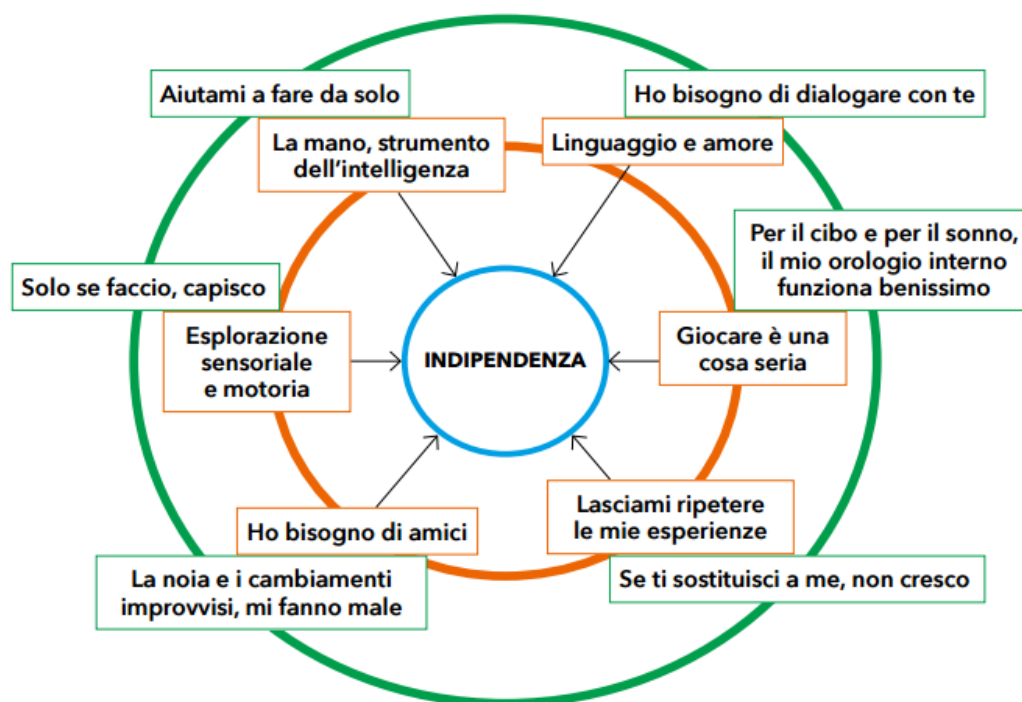 Aiutami a fare da solo
Ho bisogno di dialogare con te
La mano, strumento
dell'intelligenza
Linguaggio e amore
Per il cibo e per il sonno,
il mio orologio interno
funziona benissimo
Solo se faccio, capisco
Esplorazione
sensoriale
e motoria
INDIPENDENZA
Giocare è una
cosa seria
Lasciami ripetere
le mie esperienze
Ho bisogno di amici
La noia e i cambiamenti
improvvisi, mi fanno male
Se ti sostituisci a me, non cresco